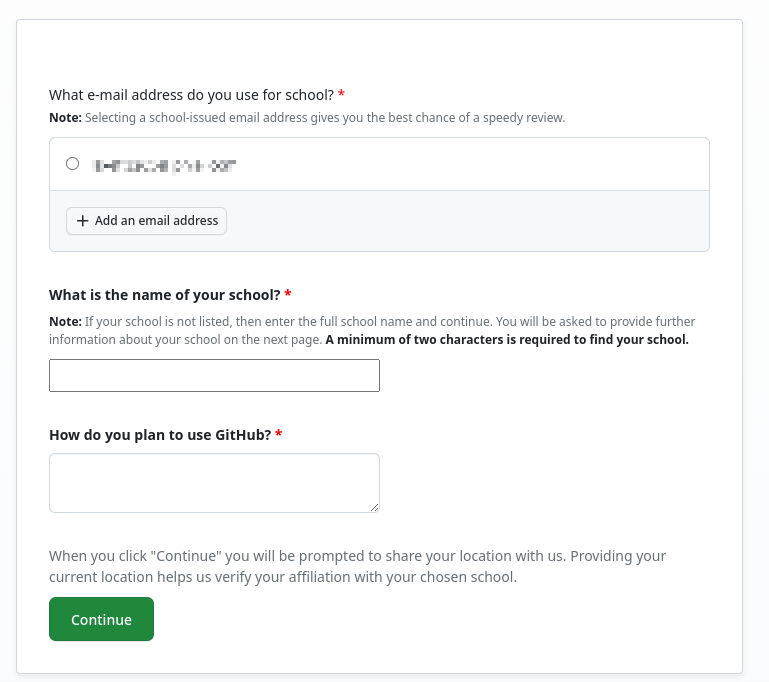 What e-mail address do you use for school? *
Note: Selecting a school-issued email address gives you the best chance of a speedy review.
Add an email address
What is the name of your school? *
Note: If your school is not listed, then enter the full school name and continue. You will be asked to provide further
information about your school on the next page. A minimum of two characters is required to find your school.
How do you plan to use GitHub? *
When you click "Continue" you will be prompted to share your location with us. Providing your
current location helps us verify your affiliation with your chosen school.
Continue